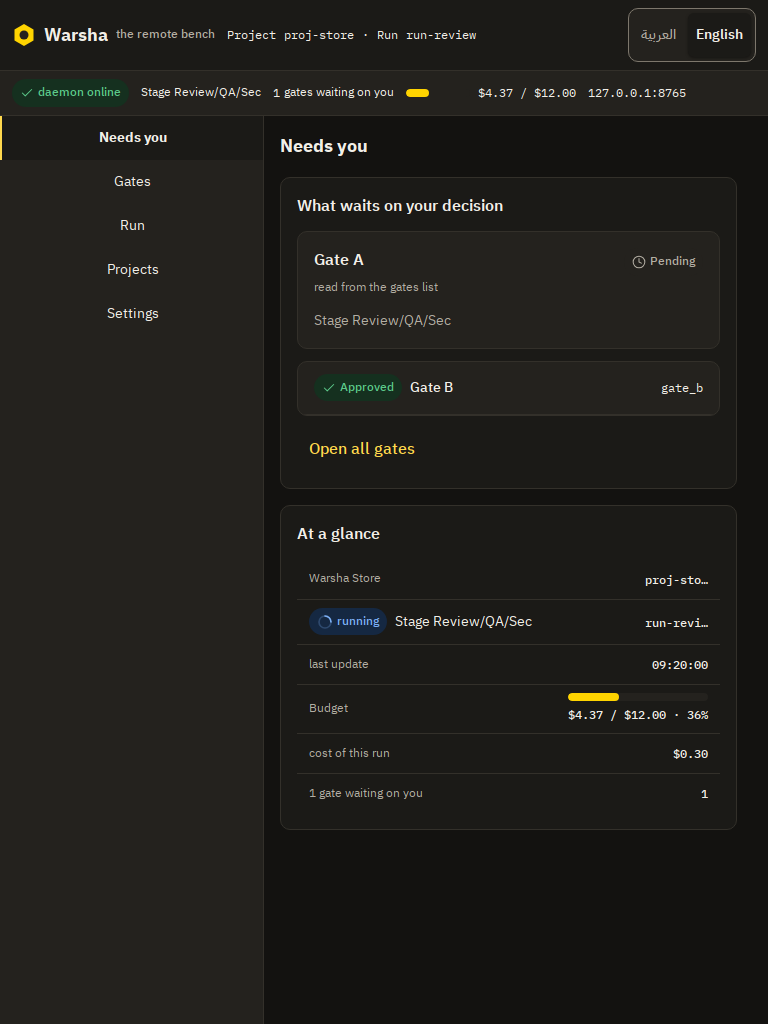 Warsha the remote bench Project proj-store · Run run-review العربية English
daemon online Stage Review/QA/Sec 1 gates waiting on you $4.37 / $12.00 127.0.0.1:8765
Needs you
Gates
Run
Projects
Settings
Needs you
What waits on your decision
Gate A Pending
read from the gates list
Stage Review/QA/Sec
Approved Gate B gate_b
Open all gates
At a glance
Warsha Store proj-sto…
running Stage Review/QA/Sec run-revi…
last update 09:20:00
Budget $4.37 / $12.00 · 36%
cost of this run $0.30
1 gate waiting on you 1